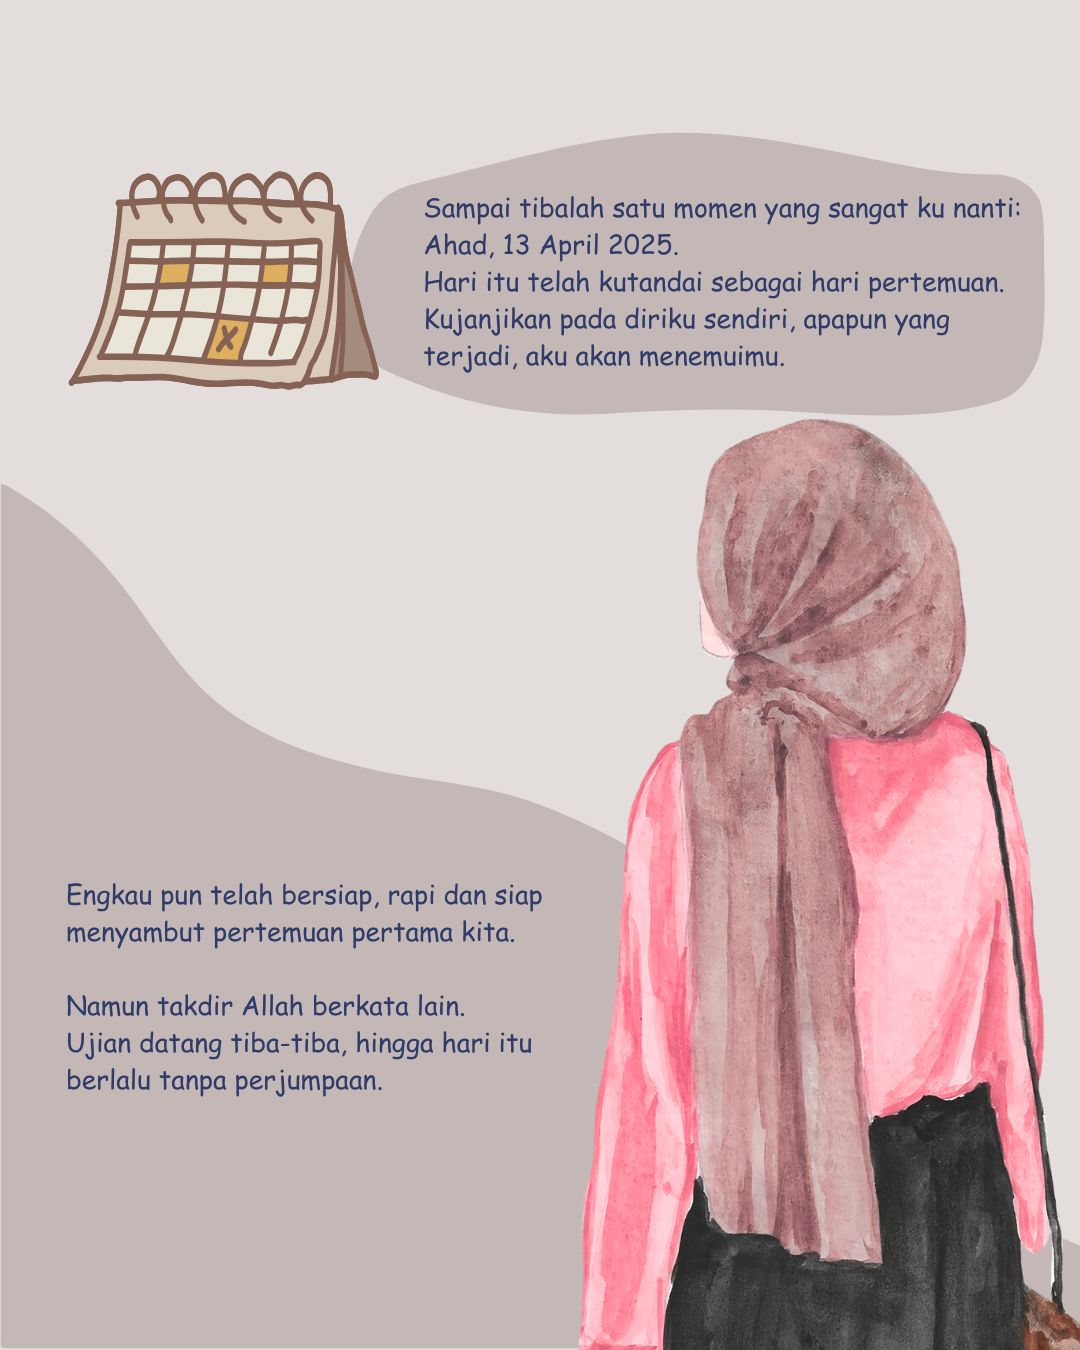 Sampai tibalah satu momen yang sangat ku nanti:
Ahad, 13 April 2025.
Hari itu telah kutandai sebagai hari pertemuan.
Kujanjikan pada diriku sendiri, apapun yang
terjadi, aku akan menemuimu.
Engkau pun telah bersiap, rapi dan siap
menyambut pertemuan pertama kita.
Namun takdir Allah berkata lain.
Ujian datang tiba-tiba, hingga hari itu
berlalu tanpa perjumpaan.